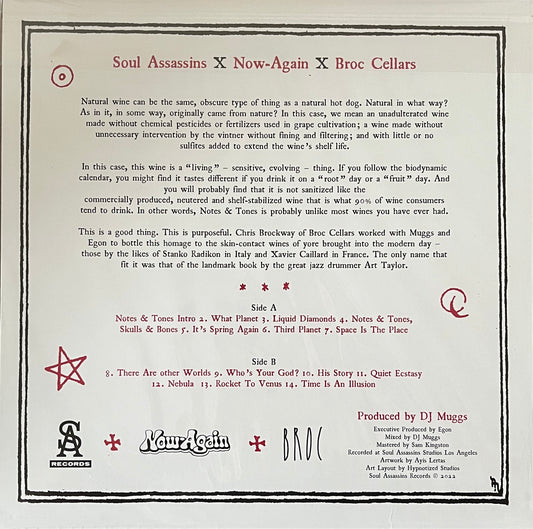 Soul Assassins X Now-Again X Broc Cellars
Natural wine can be the same, obscure type of thing as a natural hot dog. Natural in what way?
As in it, in some way, originally came from nature? In this case, we mean an unadulterated wine
made without chemical pesticides or fertilizers used in grape cultivation; a wine made without
unnecessary intervention by the vintner without fining and filtering; and with little or no
sulfites added to extend the wine's shelf life.
In this case, this wine is a "living" – sensitive, evolving – thing. If you follow the biodynamic
calendar, you might find it tastes different if you drink it on a "root" day or a "fruit" day. And
you will probably find that it is not sanitized like the
commercially produced, neutered and shelf-stabilized wine that is what 90% of wine consumers
tend to drink. In other words, Notes & Tones is probably unlike most wines you have ever had.
This is a good thing. This is purposeful. Chris Brockway of Broc Cellars worked with Muggs and
Egon to bottle this homage to the skin-contact wines of yore brought into the modern day –
those by the likes of Stanko Radikon in Italy and Xavier Caillard in France. The only name that
fit it was that of the landmark book by the great jazz drummer Art Taylor.
* * *
Side A
Notes & Tones Intro 2. What Planet 3. Liquid Diamonds 4. Notes & Tones,
Skulls & Bones 5. It's Spring Again 6. Third Planet 7. Space Is The Place
Side B
8. There Are other Worlds 9. Who's Your God? 10. His Story 11. Quiet Ecstasy
12. Nebula 13. Rocket To Venus 14. Time Is An Illusion
SA
RECORDS
Now Again
BROC
Produced by DJ Muggs
Executive Produced by Egon
Mixed by DJ Muggs
Mastered by Sam Kingston
Recorded at Soul Assassins Studios Los Angeles
Artwork by Ayis Lertas
Art Layout by Hypnotized Studios
Soul Assassins Records © 2022